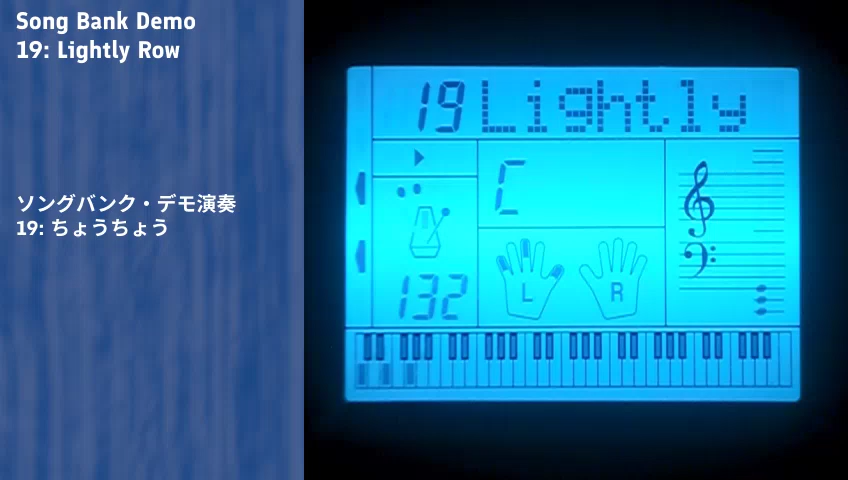 Song Bank Demo
19: Lightly Row
ソングバンク・デモ演奏
19: ちょうちょう
19 Lightly
C
L R
132